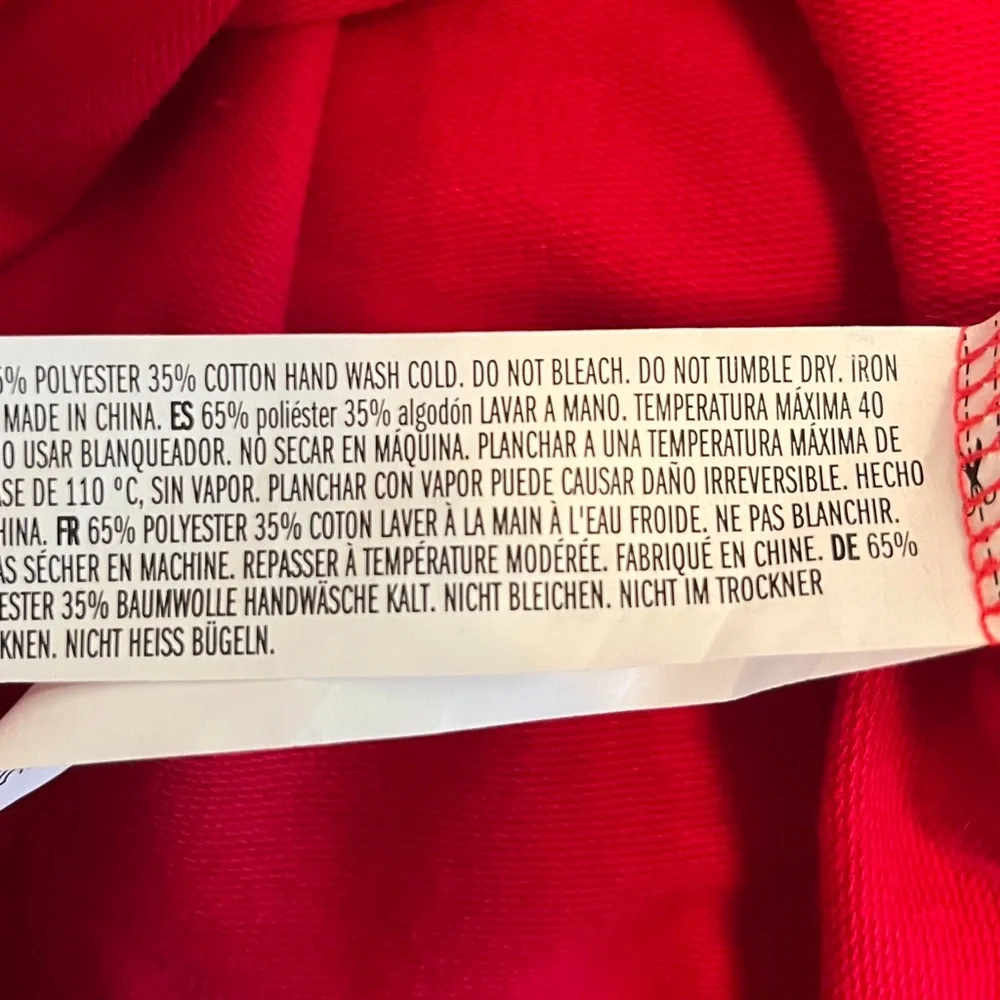 5% POLYESTER 35% COTTON HAND WASH COLD. DO NOT BLEACH. DO NOT TUMBLE DRY. IRON
MADE IN CHINA. ES 65% poliéster 35% algodón LAVAR A MANO. TEMPERATURA MÁXIMA 40
O USAR BLANQUEADOR. NO SECAR EN MÁQUINA. PLANCHAR A UNA TEMPERATURA MÁXIMA DE
SE DE 110 ºC, SIN VAPOR. PLANCHAR CON VAPOR PUEDE CAUSAR DAÑO IRREVERSIBLE. HECHO
HINA. FR 65% POLYESTER 35% COTON LAVER À LA MAIN À L'EAU FROIDE. NE PAS BLANCHIR.
AS SÉCHER EN MACHINE. REPASSER À TEMPÉRATURE MODÉRÉE. FABRIQUÉ EN CHINE. DE 65%
ESTER 35% BAUMWOLLE HANDWÄSCHE KALT. NICHT BLEICHEN. NICHT IM TROCKNER
KNEN. NICHT HEISS BÜGELN.